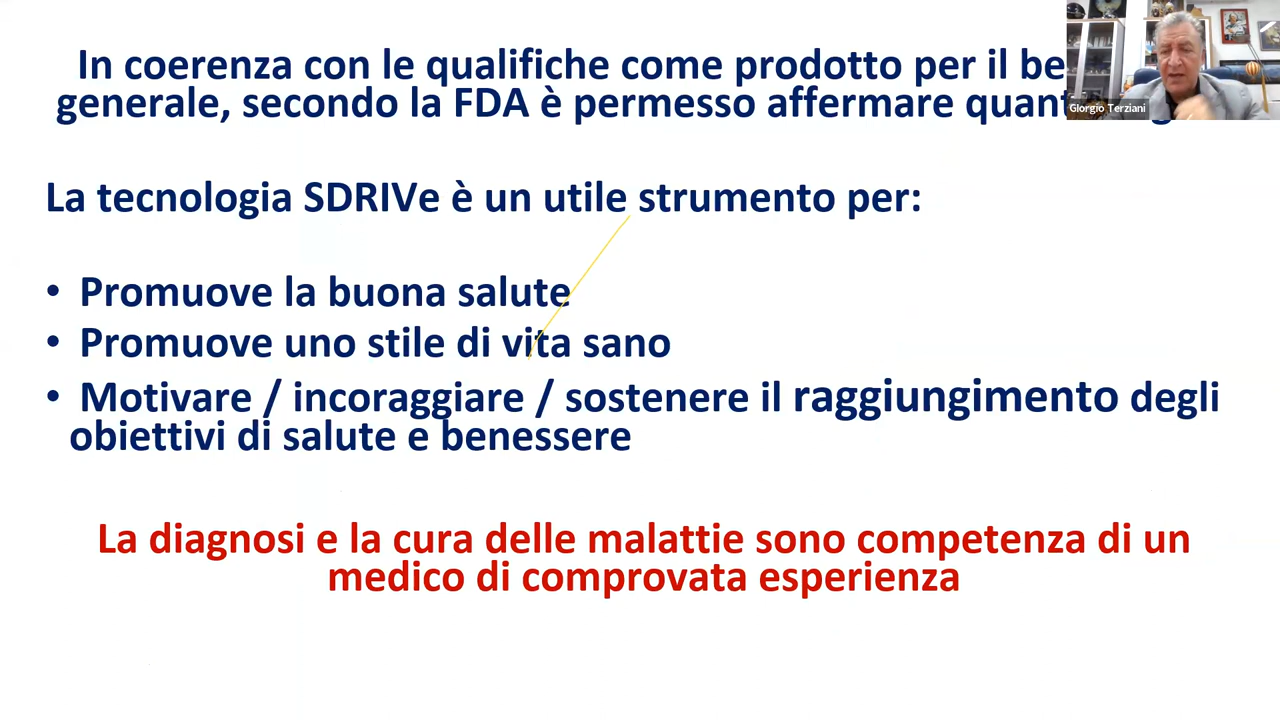 In coerenza con le qualifiche come prodotto per il
generale, secondo la FDA è permesso affermare
GIorgio Terziani
La tecnologia SDRIVe è un utile strumento per:
• Promuove la buona salute
• Promuove uno stile di vita sano
• Motivare / incoraggiare / sostenere il raggiungimento degli
obiettivi di salute e benessere
La diagnosi e la cura delle malattie sono competenza di un
medico di comprovata esperienza